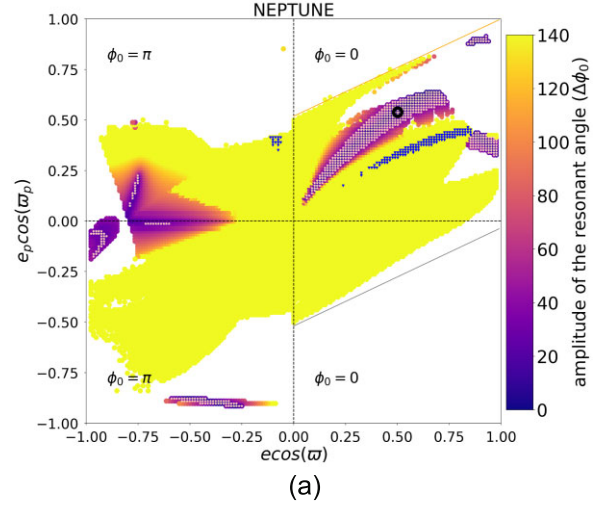 NEPTUNE
ϕ₀ = π
ϕ₀ = 0
1.00
0.75
0.50
0.25
0.00
−0.25
−0.50
−0.75
−1.00
e_p cos(ϖ_p)
ϕ₀ = π
ϕ₀ = 0
−1.00 −0.75 −0.50 −0.25 0.00 0.25 0.50 0.75 1.00
ecos(ϖ)
140
120
100
80
60
40
20
0
amplitude of the resonant angle (Δϕ₀)
(a)